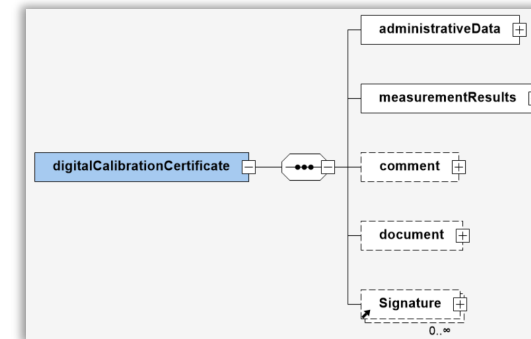 administrativeData
measurementResults
digitalCalibrationCertificate
comment
document
Signature
0..∞